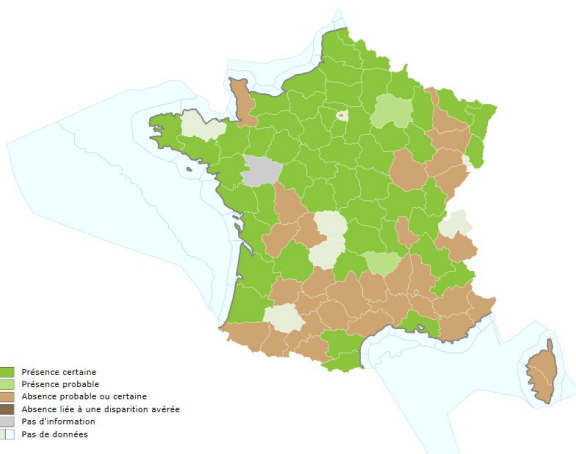 Présence certaine
Présence probable
Absence probable ou certaine
Absence liée à une disparition avérée
Pas d'information
Pas de données